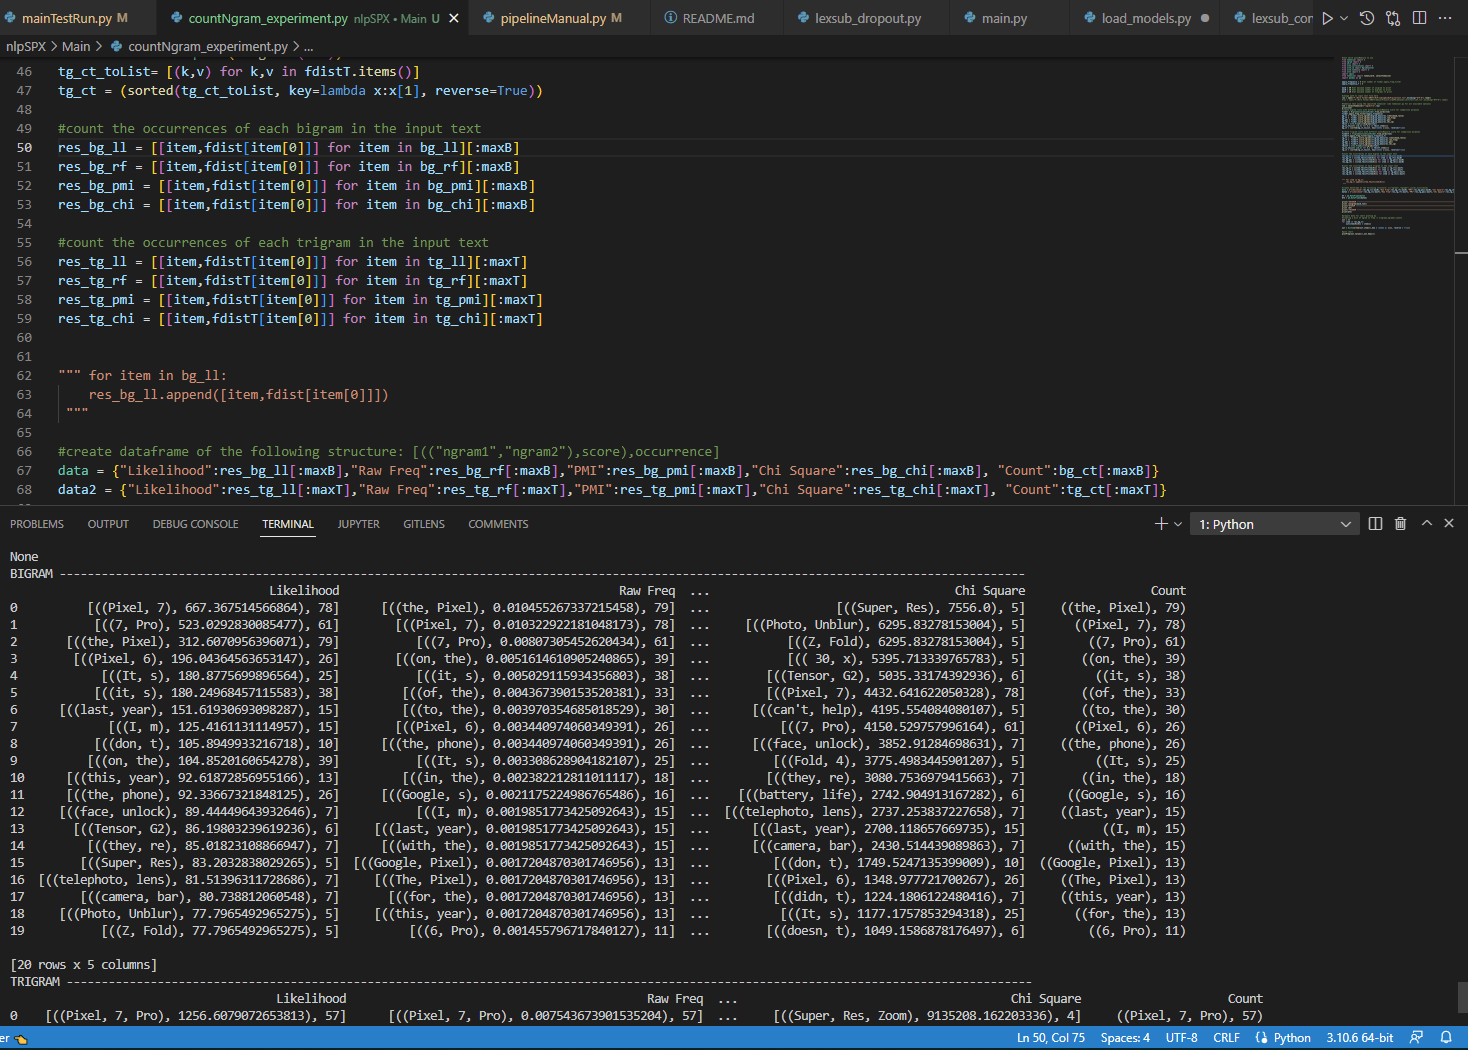 mainTestRun.py M countNgram_experiment.py nlpSPX • Main U pipelineManual.py M README.md lexsub_dropout.py main.py load_models.py lexsub_cor
nlpSPX > Main > countNgram_experiment.py > ...
46 tg_ct_toList= [(k,v) for k,v in fdistT.items()]
47 tg_ct = (sorted(tg_ct_toList, key=lambda x:x[1], reverse=True))
48
49 #count the occurrences of each bigram in the input text
50 res_bg_ll = [[item,fdist[item[0]]] for item in bg_ll][:maxB]
51 res_bg_rf = [[item,fdist[item[0]]] for item in bg_rf][:maxB]
52 res_bg_pmi = [[item,fdist[item[0]]] for item in bg_pmi][:maxB]
53 res_bg_chi = [[item,fdist[item[0]]] for item in bg_chi][:maxB]
54
55 #count the occurrences of each trigram in the input text
56 res_tg_ll = [[item,fdistT[item[0]]] for item in tg_ll][:maxT]
57 res_tg_rf = [[item,fdistT[item[0]]] for item in tg_rf][:maxT]
58 res_tg_pmi = [[item,fdistT[item[0]]] for item in tg_pmi][:maxT]
59 res_tg_chi = [[item,fdistT[item[0]]] for item in tg_chi][:maxT]
60
61
62 """ for item in bg_ll:
63 res_bg_ll.append([item,fdist[item[0]]])
64 """
65
66 #create dataframe of the following structure: [(("ngram1","ngram2"),score),occurrence]
67 data = {"Likelihood":res_bg_ll[:maxB],"Raw Freq":res_bg_rf[:maxB],"PMI":res_bg_pmi[:maxB],"Chi Square":res_bg_chi[:maxB], "Count":bg_ct[:maxB]}
68 data2 = {"Likelihood":res_tg_ll[:maxT],"Raw Freq":res_tg_rf[:maxT],"PMI":res_tg_pmi[:maxT],"Chi Square":res_tg_chi[:maxT], "Count":tg_ct[:maxT]}
PROBLEMS OUTPUT DEBUG CONSOLE TERMINAL JUPYTER GITLENS COMMENTS 1: Python
None
BIGRAM ----------------------------------------------------------------------------------------------------------------------------------------
Likelihood Raw Freq ... Chi Square Count
0 [((Pixel, 7), 667.367514566864), 78] [((the, Pixel), 0.010455267337215458), 79] ... [((Super, Res), 7556.0), 5] ((the, Pixel), 79)
1 [((7, Pro), 523.0292830085477), 61] [((Pixel, 7), 0.010322922181048173), 78] ... [((Photo, Unblur), 6295.83278153004), 5] ((Pixel, 7), 78)
2 [((the, Pixel), 312.6070956396071), 79] [((7, Pro), 0.00807305452620434), 61] ... [((Z, Fold), 6295.83278153004), 5] ((7, Pro), 61)
3 [((Pixel, 6), 196.04364563653147), 26] [((on, the), 0.0051614610905240865), 39] ... [(( 30, x), 5395.713339765783), 5] ((on, the), 39)
4 [((It, s), 180.8775699896564), 25] [((it, s), 0.005029115934356803), 38] ... [((Tensor, G2), 5035.33174392936), 6] ((it, s), 38)
5 [((it, s), 180.24968457115583), 38] [((of, the), 0.004367390153520381), 33] ... [((Pixel, 7), 4432.641622050328), 78] ((of, the), 33)
6 [((last, year), 151.61930693098287), 15] [((to, the), 0.003970354685018529), 30] ... [((can't, help), 4195.554084080107), 5] ((to, the), 30)
7 [((I, m), 125.4161131114957), 15] [((Pixel, 6), 0.003440974060349391), 26] ... [((7, Pro), 4150.529757996164), 61] ((Pixel, 6), 26)
8 [((don, t), 105.8949933216718), 10] [((the, phone), 0.003440974060349391), 26] ... [((face, unlock), 3852.91284698631), 7] ((the, phone), 26)
9 [((on, the), 104.8520160654278), 39] [((It, s), 0.003308628904182107), 25] ... [((Fold, 4), 3775.4983445901207), 5] ((It, s), 25)
10 [((this, year), 92.61872856955166), 13] [((in, the), 0.002382212811011117), 18] ... [((they, re), 3080.7536979415663), 7] ((in, the), 18)
11 [((the, phone), 92.33667321848125), 26] [((Google, s), 0.0021175224986765486), 16] ... [((battery, life), 2742.904913167282), 6] ((Google, s), 16)
12 [((face, unlock), 89.44449643932646), 7] [((I, m), 0.0019851773425092643), 15] ... [((telephoto, lens), 2737.253837227658), 7] ((last, year), 15)
13 [((Tensor, G2), 86.19803239619236), 6] [((last, year), 0.0019851773425092643), 15] ... [((last, year), 2700.118657669735), 15] ((I, m), 15)
14 [((they, re), 85.01823108866947), 7] [((with, the), 0.0019851773425092643), 15] ... [((camera, bar), 2430.514439089863), 7] ((with, the), 15)
15 [((Super, Res), 83.2032838029265), 5] [((Google, Pixel), 0.0017204870301746956), 13] ... [((don, t), 1749.5247135399009), 10] ((Google, Pixel), 13)
16 [((telephoto, lens), 81.51396311728686), 7] [((The, Pixel), 0.0017204870301746956), 13] ... [((Pixel, 6), 1348.977721700267), 26] ((The, Pixel), 13)
17 [((camera, bar), 80.738812060548), 7] [((for, the), 0.0017204870301746956), 13] ... [((didn, t), 1224.1806122480416), 7] ((this, year), 13)
18 [((Photo, Unblur), 77.7965492965275), 5] [((this, year), 0.0017204870301746956), 13] ... [((It, s), 1177.1757853294318), 25] ((for, the), 13)
19 [((Z, Fold), 77.7965492965275), 5] [((6, Pro), 0.001455796717840127), 11] ... [((doesn, t), 1049.1586878176497), 6] ((6, Pro), 11)
[20 rows x 5 columns]
TRIGRAM ----------------------------------------------------------------------------------------------------------------------------------------
Likelihood Raw Freq ... Chi Square Count
0 [((Pixel, 7, Pro), 1256.6079072653813), 57] [((Pixel, 7, Pro), 0.007543673901535204), 57] ... [((Super, Res, Zoom), 9135208.162203336), 4] ((Pixel, 7, Pro), 57)
er Ln 50, Col 75 Spaces: 4 UTF-8 CRLF Python 3.10.6 64-bit